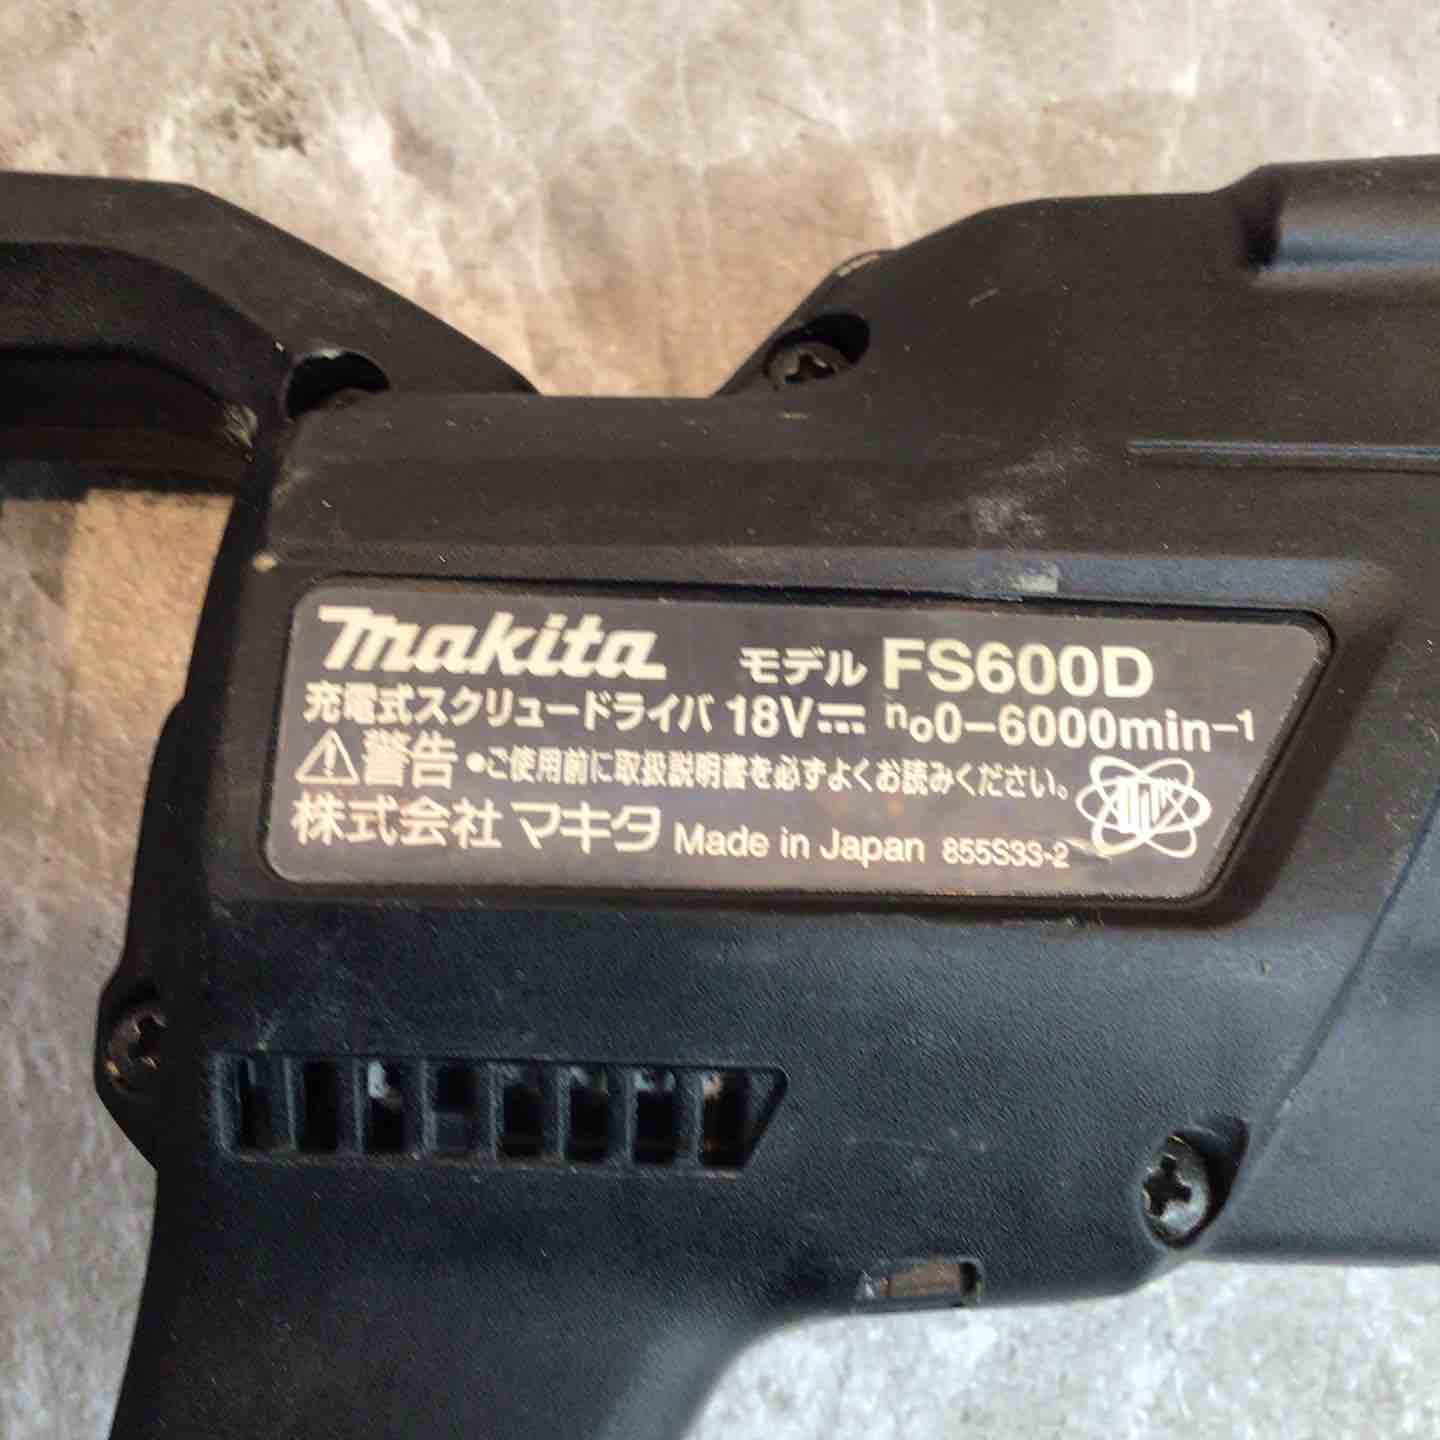 makita モデル FS600D
充電式スクリュードライバ 18V⎓ n₀0-6000min⁻¹
⚠警告 •ご使用前に取扱説明書を必ずよくお読みください。
株式会社 マキタ Made in Japan 855S33-2